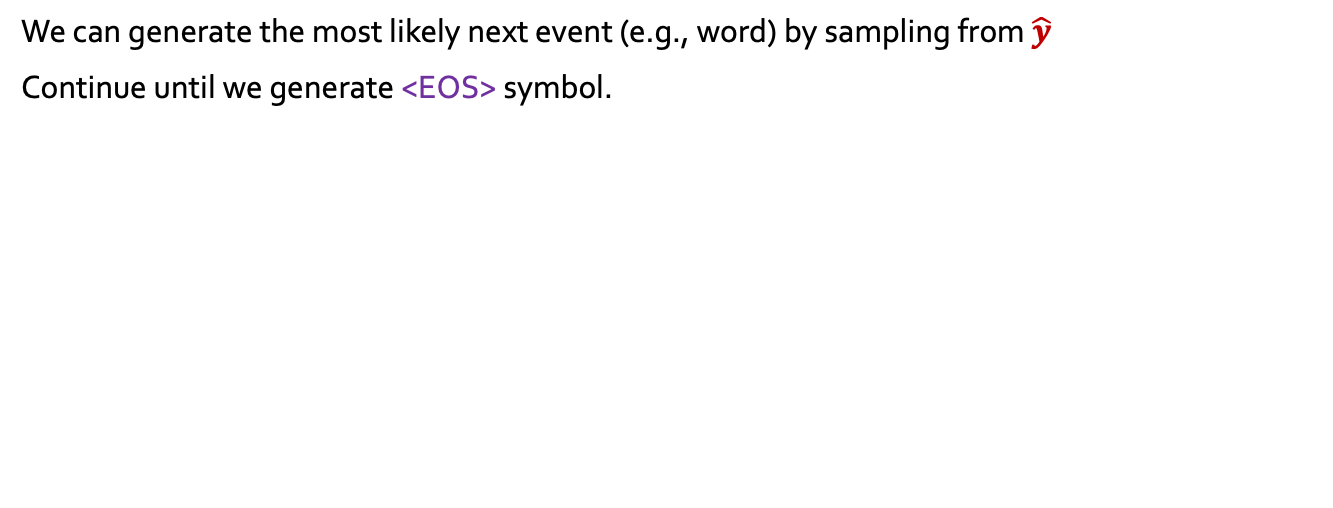 We can generate the most likely next event (e.g., word) by sampling from ŷ
Continue until we generate <EOS> symbol.